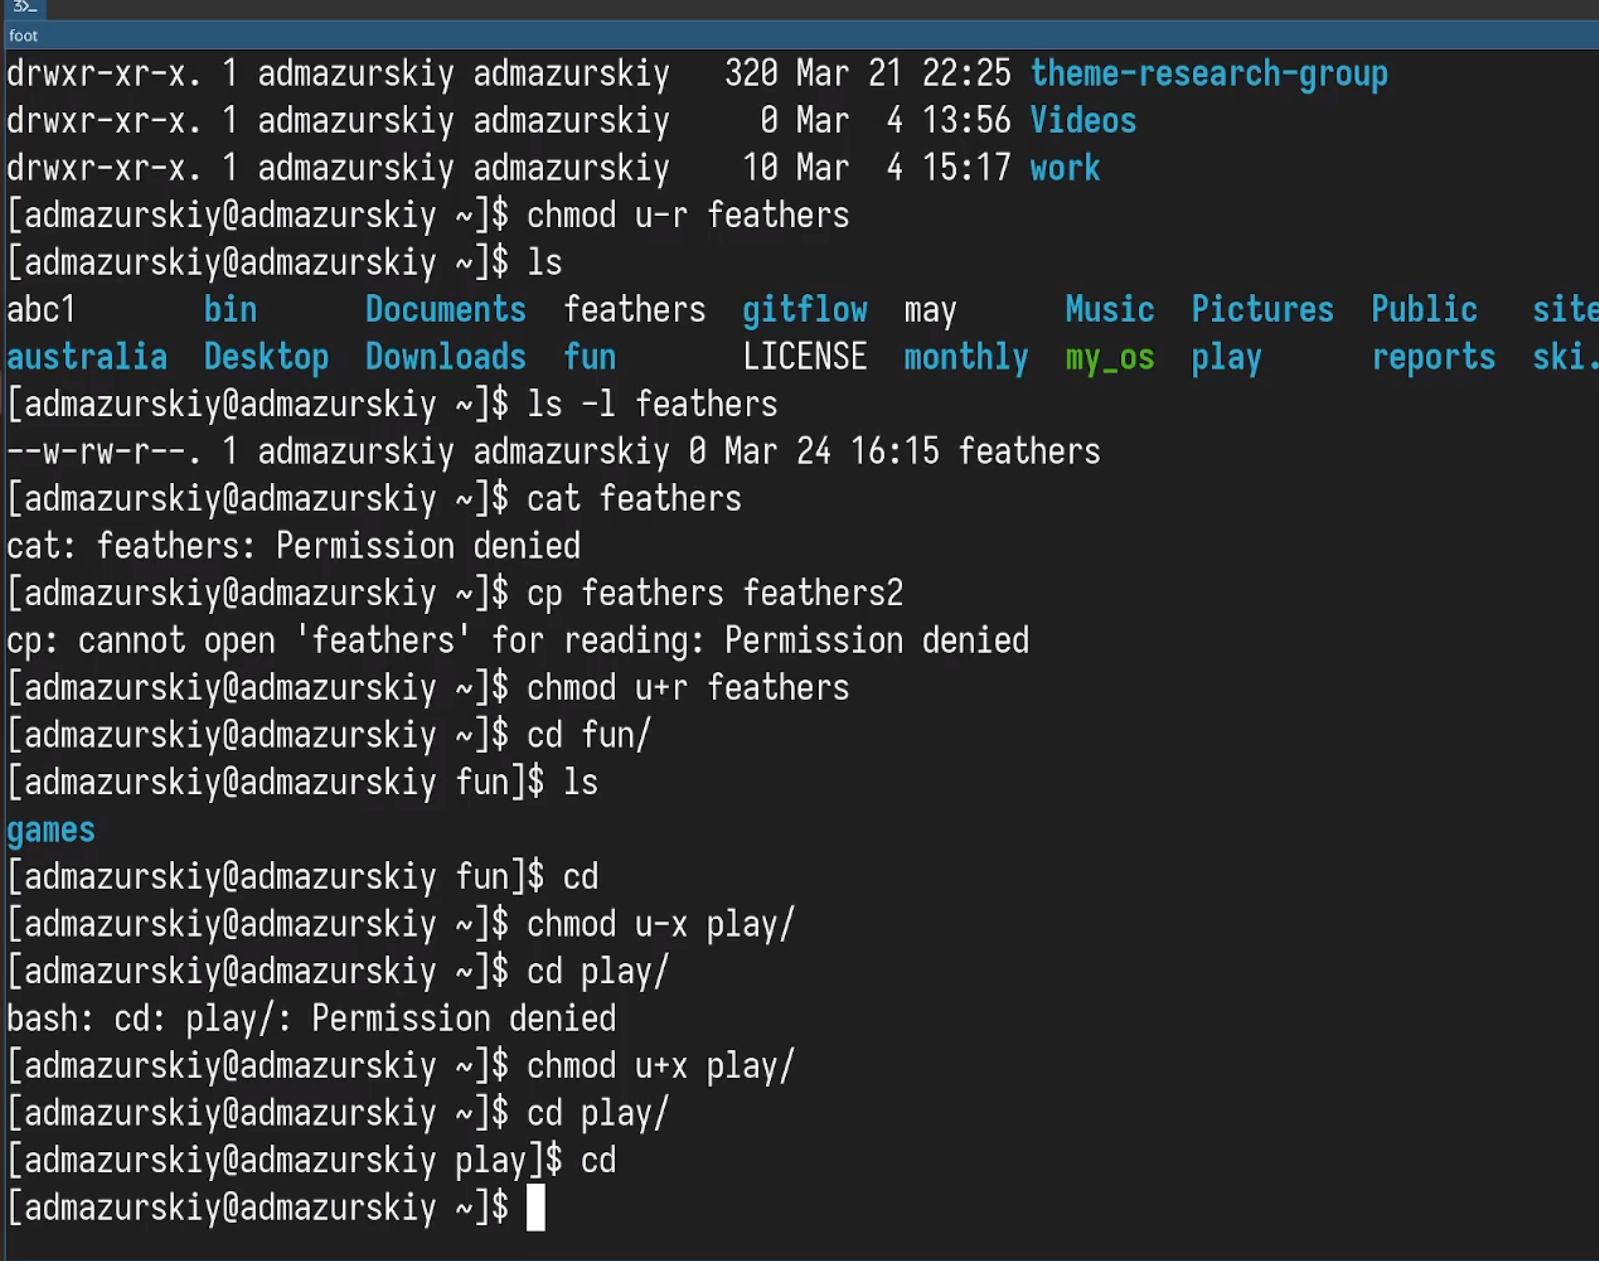 foot
drwxr-xr-x. 1 admazurskiy admazurskiy   320 Mar 21 22:25 theme-research-group
drwxr-xr-x. 1 admazurskiy admazurskiy     0 Mar  4 13:56 Videos
drwxr-xr-x. 1 admazurskiy admazurskiy    10 Mar  4 15:17 work
[admazurskiy@admazurskiy ~]$ chmod u-r feathers
[admazurskiy@admazurskiy ~]$ ls
abc1       bin      Documents  feathers  gitflow  may      Music  Pictures  Public   site
australia  Desktop  Downloads  fun       LICENSE  monthly  my_os  play      reports  ski.
[admazurskiy@admazurskiy ~]$ ls -l feathers
--w-rw-r--. 1 admazurskiy admazurskiy 0 Mar 24 16:15 feathers
[admazurskiy@admazurskiy ~]$ cat feathers
cat: feathers: Permission denied
[admazurskiy@admazurskiy ~]$ cp feathers feathers2
cp: cannot open 'feathers' for reading: Permission denied
[admazurskiy@admazurskiy ~]$ chmod u+r feathers
[admazurskiy@admazurskiy ~]$ cd fun/
[admazurskiy@admazurskiy fun]$ ls
games
[admazurskiy@admazurskiy fun]$ cd
[admazurskiy@admazurskiy ~]$ chmod u-x play/
[admazurskiy@admazurskiy ~]$ cd play/
bash: cd: play/: Permission denied
[admazurskiy@admazurskiy ~]$ chmod u+x play/
[admazurskiy@admazurskiy ~]$ cd play/
[admazurskiy@admazurskiy play]$ cd
[admazurskiy@admazurskiy ~]$